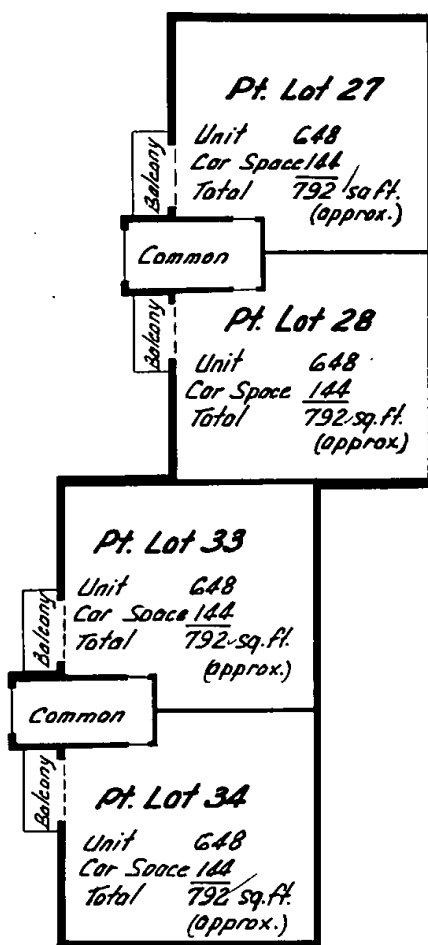 Pt. Lot 27
Unit 648
Car Space 144
Total 792 sq ft.
(approx.)
Balcony
Common
Balcony
Pt. Lot 28
Unit 648
Car Space 144
Total 792 sq.ft.
(approx)
Pt. Lot 33
Unit 648
Car Space 144
Total 792 sq.ft.
(approx.)
Balcony
Common
Balcony
Pt. Lot 34
Unit 648
Car Space 144
Total 792 sq.ft.
(approx.)